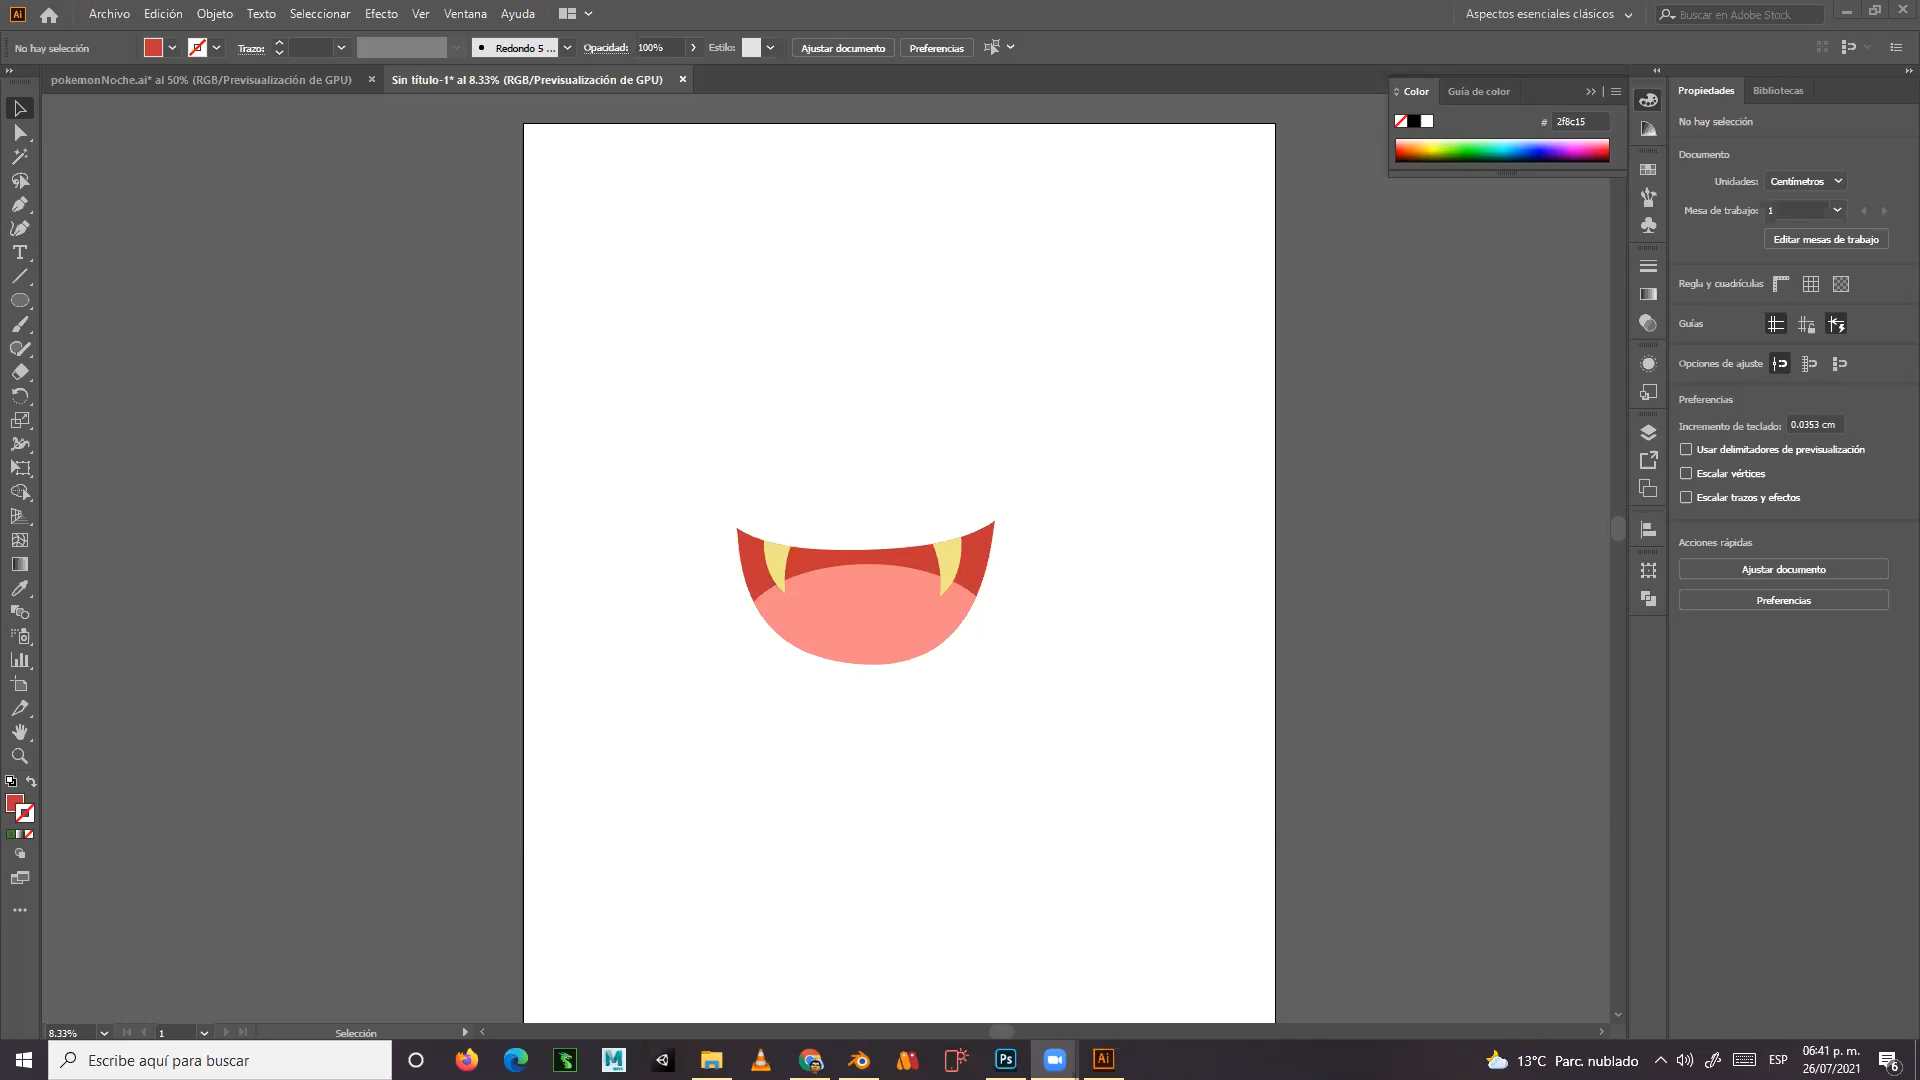 Ai Archivo Edición Objeto Texto Seleccionar Efecto Ver Ventana Ayuda Aspectos esenciales clásicos Buscar en Adobe Stock
No hay selección Trazo: Redondo 5 ... Opacidad: 100% Estilo: Ajustar documento Preferencias
pokemonNoche.ai* al 50% (RGB/Previsualización de GPU) Sin título-1* al 8.33% (RGB/Previsualización de GPU)
Color Guía de color
# 2f8c15
Propiedades Bibliotecas
No hay selección
Documento
Unidades: Centímetros
Mesa de trabajo: 1
Editar mesas de trabajo
Regla y cuadrículas
Guías
Opciones de ajuste
Preferencias
Incremento de teclado: 0.0353 cm
Usar delimitadores de previsualización
Escalar vértices
Escalar trazos y efectos
Acciones rápidas
Ajustar documento
Preferencias
8.33% 1 Selección
Escribe aquí para buscar Ps Ai 13°C Parc. nublado ESP 06:41 p. m.
26/07/2021 6